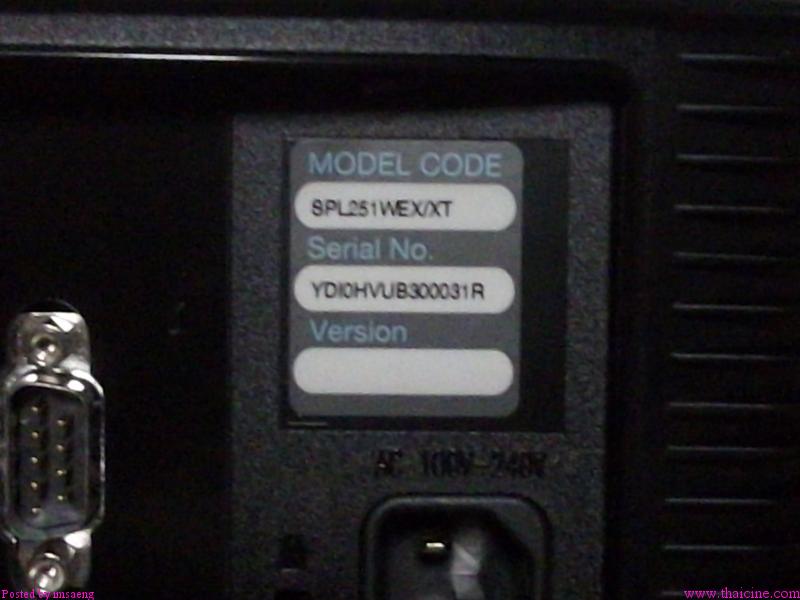 MODEL CODE
SPL251WEX/XT
Serial No.
YDI0HVUB300031R
Version
AC 100V-240V
Posted by imsaeng
www.thaicine.com